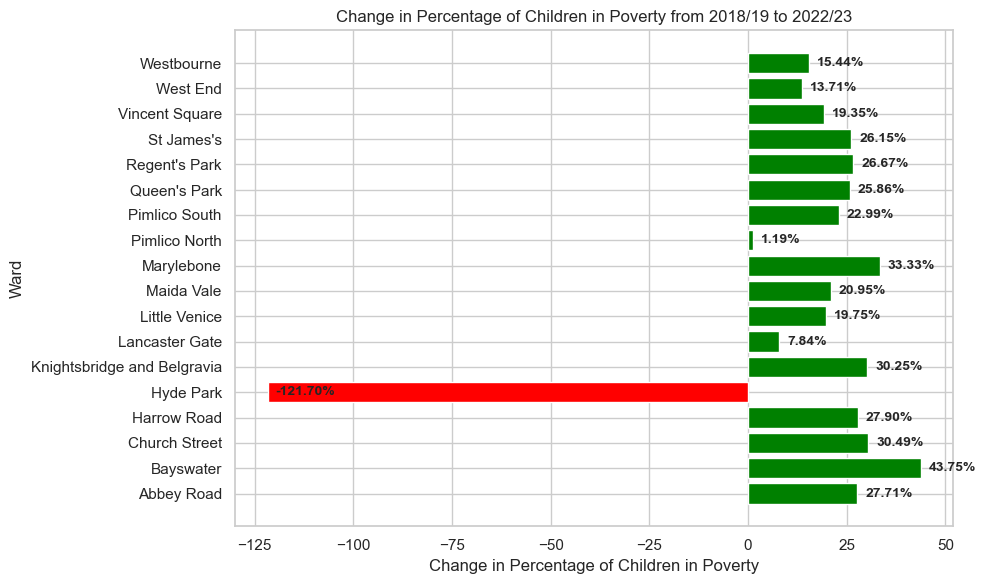 Change in Percentage of Children in Poverty from 2018/19 to 2022/23
Ward
Westbourne 15.44%
West End 13.71%
Vincent Square 19.35%
St James's 26.15%
Regent's Park 26.67%
Queen's Park 25.86%
Pimlico South 22.99%
Pimlico North 1.19%
Marylebone 33.33%
Maida Vale 20.95%
Little Venice 19.75%
Lancaster Gate 7.84%
Knightsbridge and Belgravia 30.25%
Hyde Park -121.70%
Harrow Road 27.90%
Church Street 30.49%
Bayswater 43.75%
Abbey Road 27.71%
−125 −100 −75 −50 −25 0 25 50
Change in Percentage of Children in Poverty